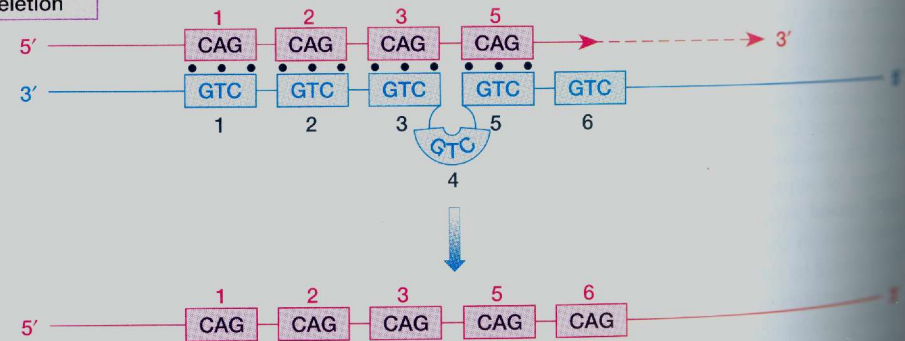 1 2 3 5
5′ CAG CAG CAG CAG 3′
3′ GTC GTC GTC GTC GTC
1 2 3 5 6
GTC
4
1 2 3 5 6
5′ CAG CAG CAG CAG CAG